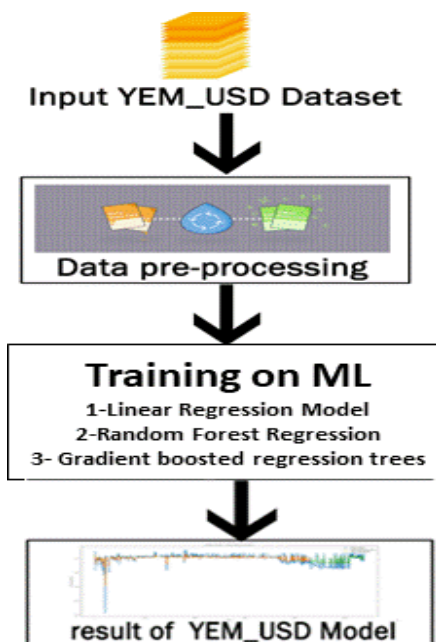 Input YEM_USD Dataset
Data pre-processing
Training on ML
1-Linear Regression Model
2-Random Forest Regression
3- Gradient boosted regression trees
result of YEM_USD Model